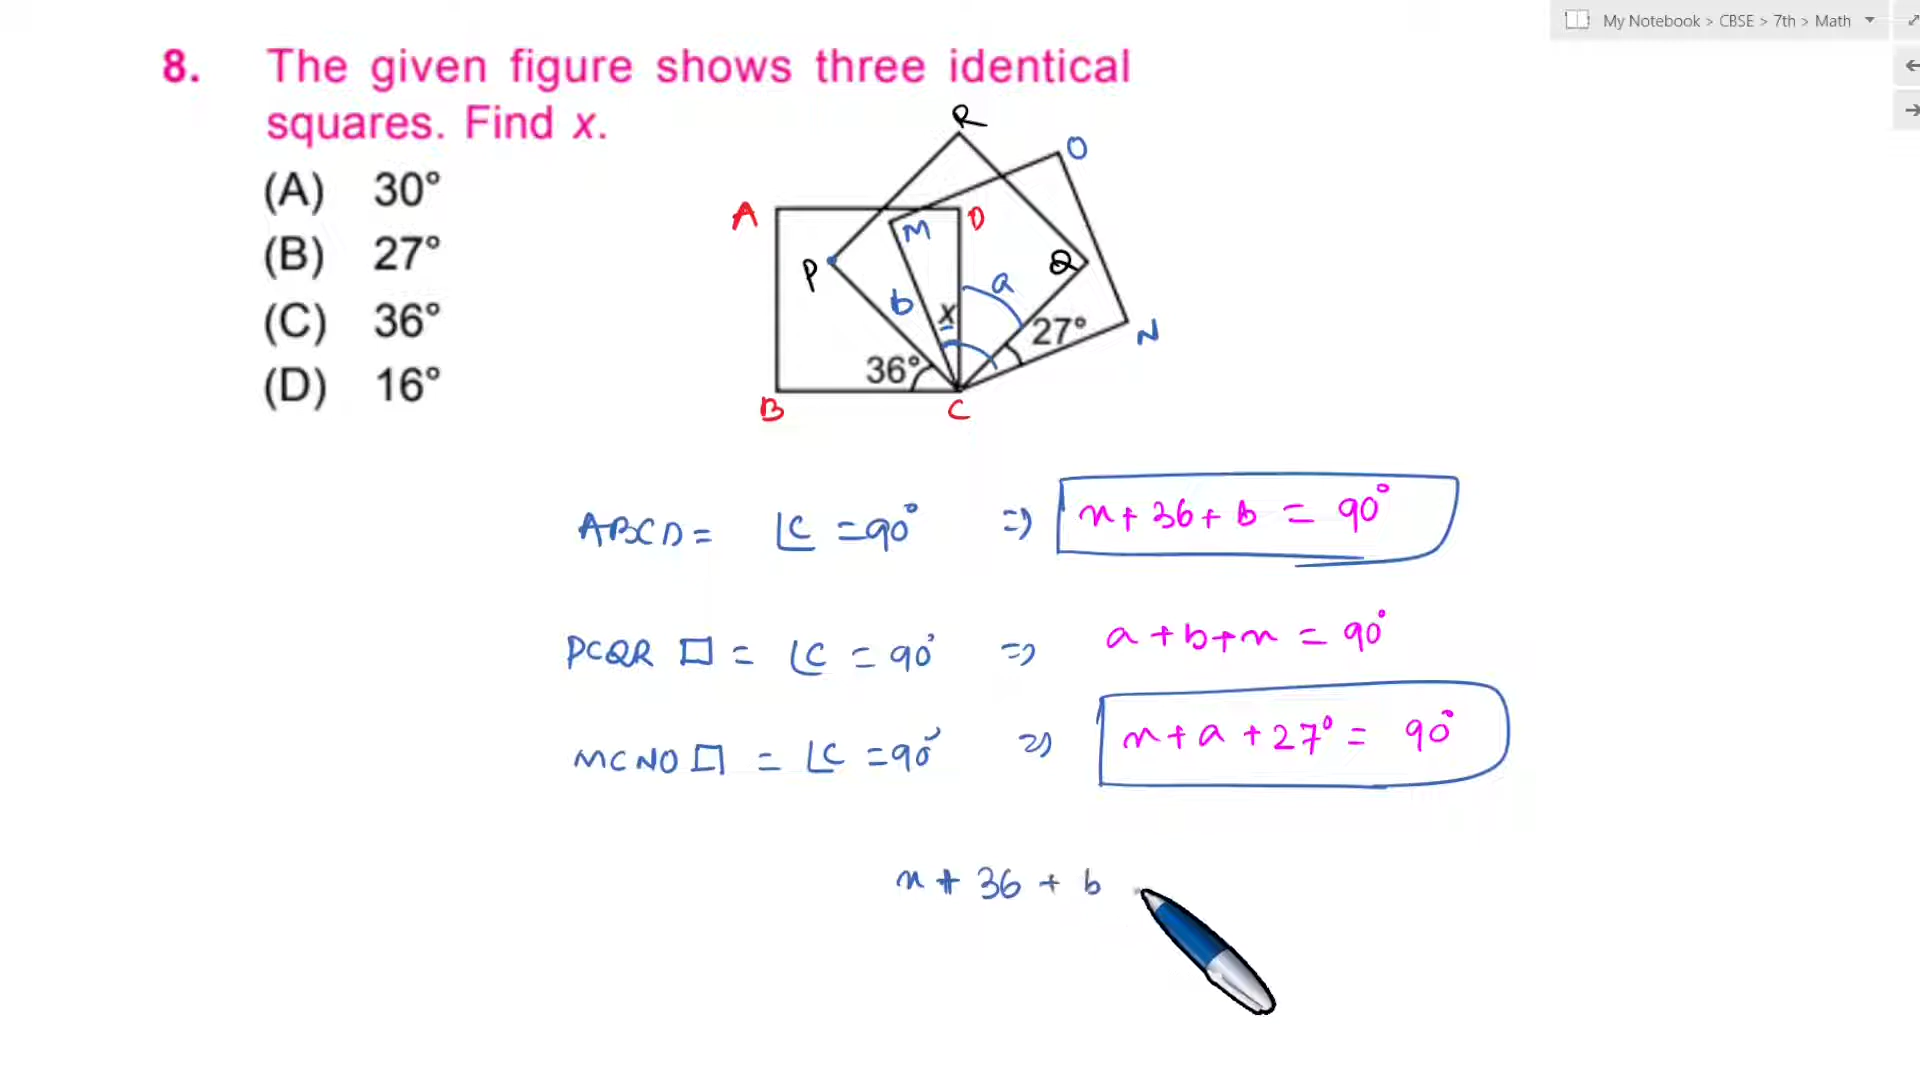 My Notebook > CBSE > 7th > Math
8. The given figure shows three identical
squares. Find x.
(A) 30°
(B) 27°
(C) 36°
(D) 16°
R
O
A
M
D
P
Q
b
x
a
27°
N
36°
B
C
ABCD = ∠C = 90° ⇒ x + 36 + b = 90°
PCQR □ = ∠C = 90° ⇒ a + b + x = 90°
MCNO □ = ∠C = 90° ⇒ x + a + 27° = 90°
x + 36 + b